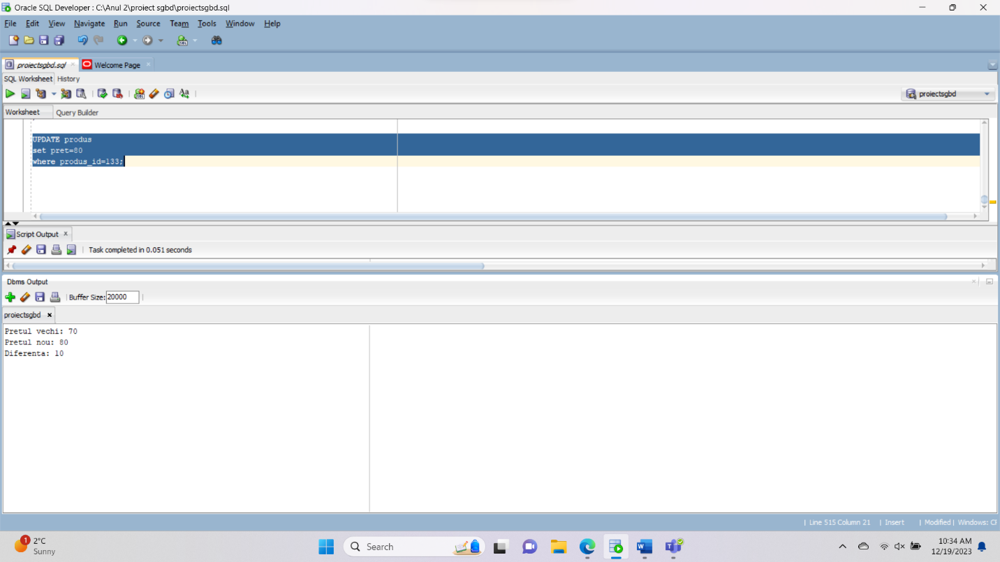 Oracle SQL Developer : C:\Anul 2\proiect sgbd\proiectsgbd.sql
File Edit View Navigate Run Source Team Tools Window Help
proiectsgbd.sql Welcome Page
SQL Worksheet History
proiectsgbd
Worksheet Query Builder
UPDATE produs
set pret=80
where produs_id=133;
Script Output
Task completed in 0.051 seconds
Dbms Output
Buffer Size: 20000
proiectsgbd
Pretul vechi: 70
Pretul nou: 80
Diferenta: 10
| Line 515 Column 21 | Insert | Modified | Windows: CF
1
2°C
Sunny
Search
10:34 AM
12/19/2023